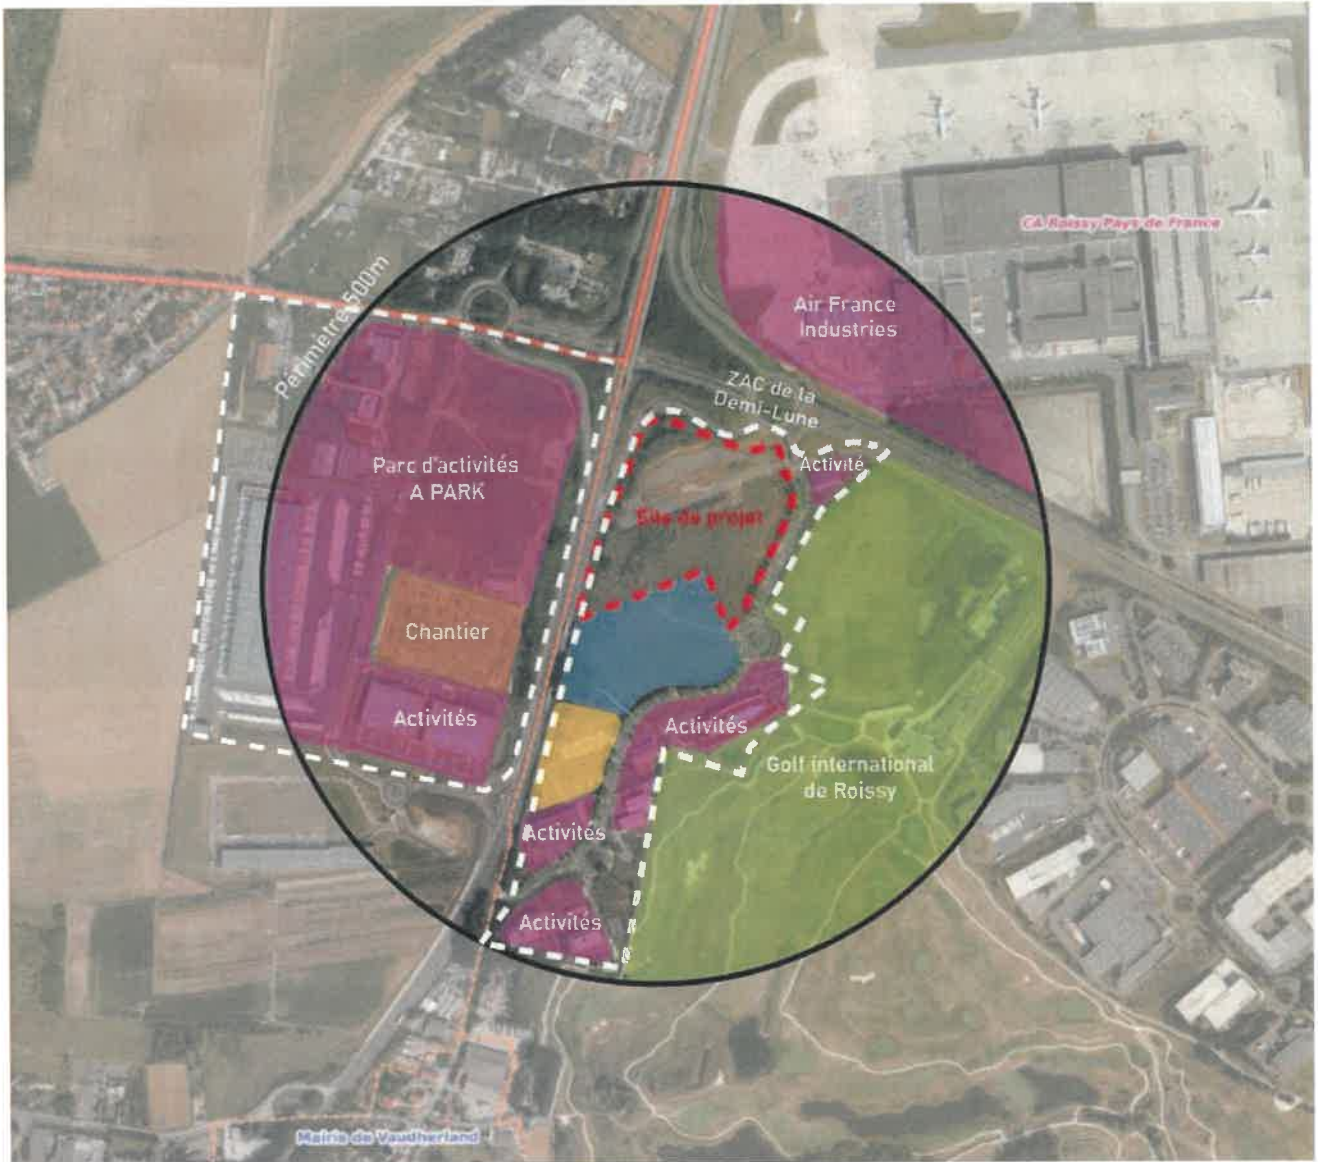 CA Roissy Pays de France
Périmètre 500m
Air France
Industries
ZAC de la
Demi-Lune
Parc d'activités
A PARK
Activité
Site de projet
Chantier
Activités
Activités
Golf international
de Roissy
Activités
Activités
Mairie de Vaudherland